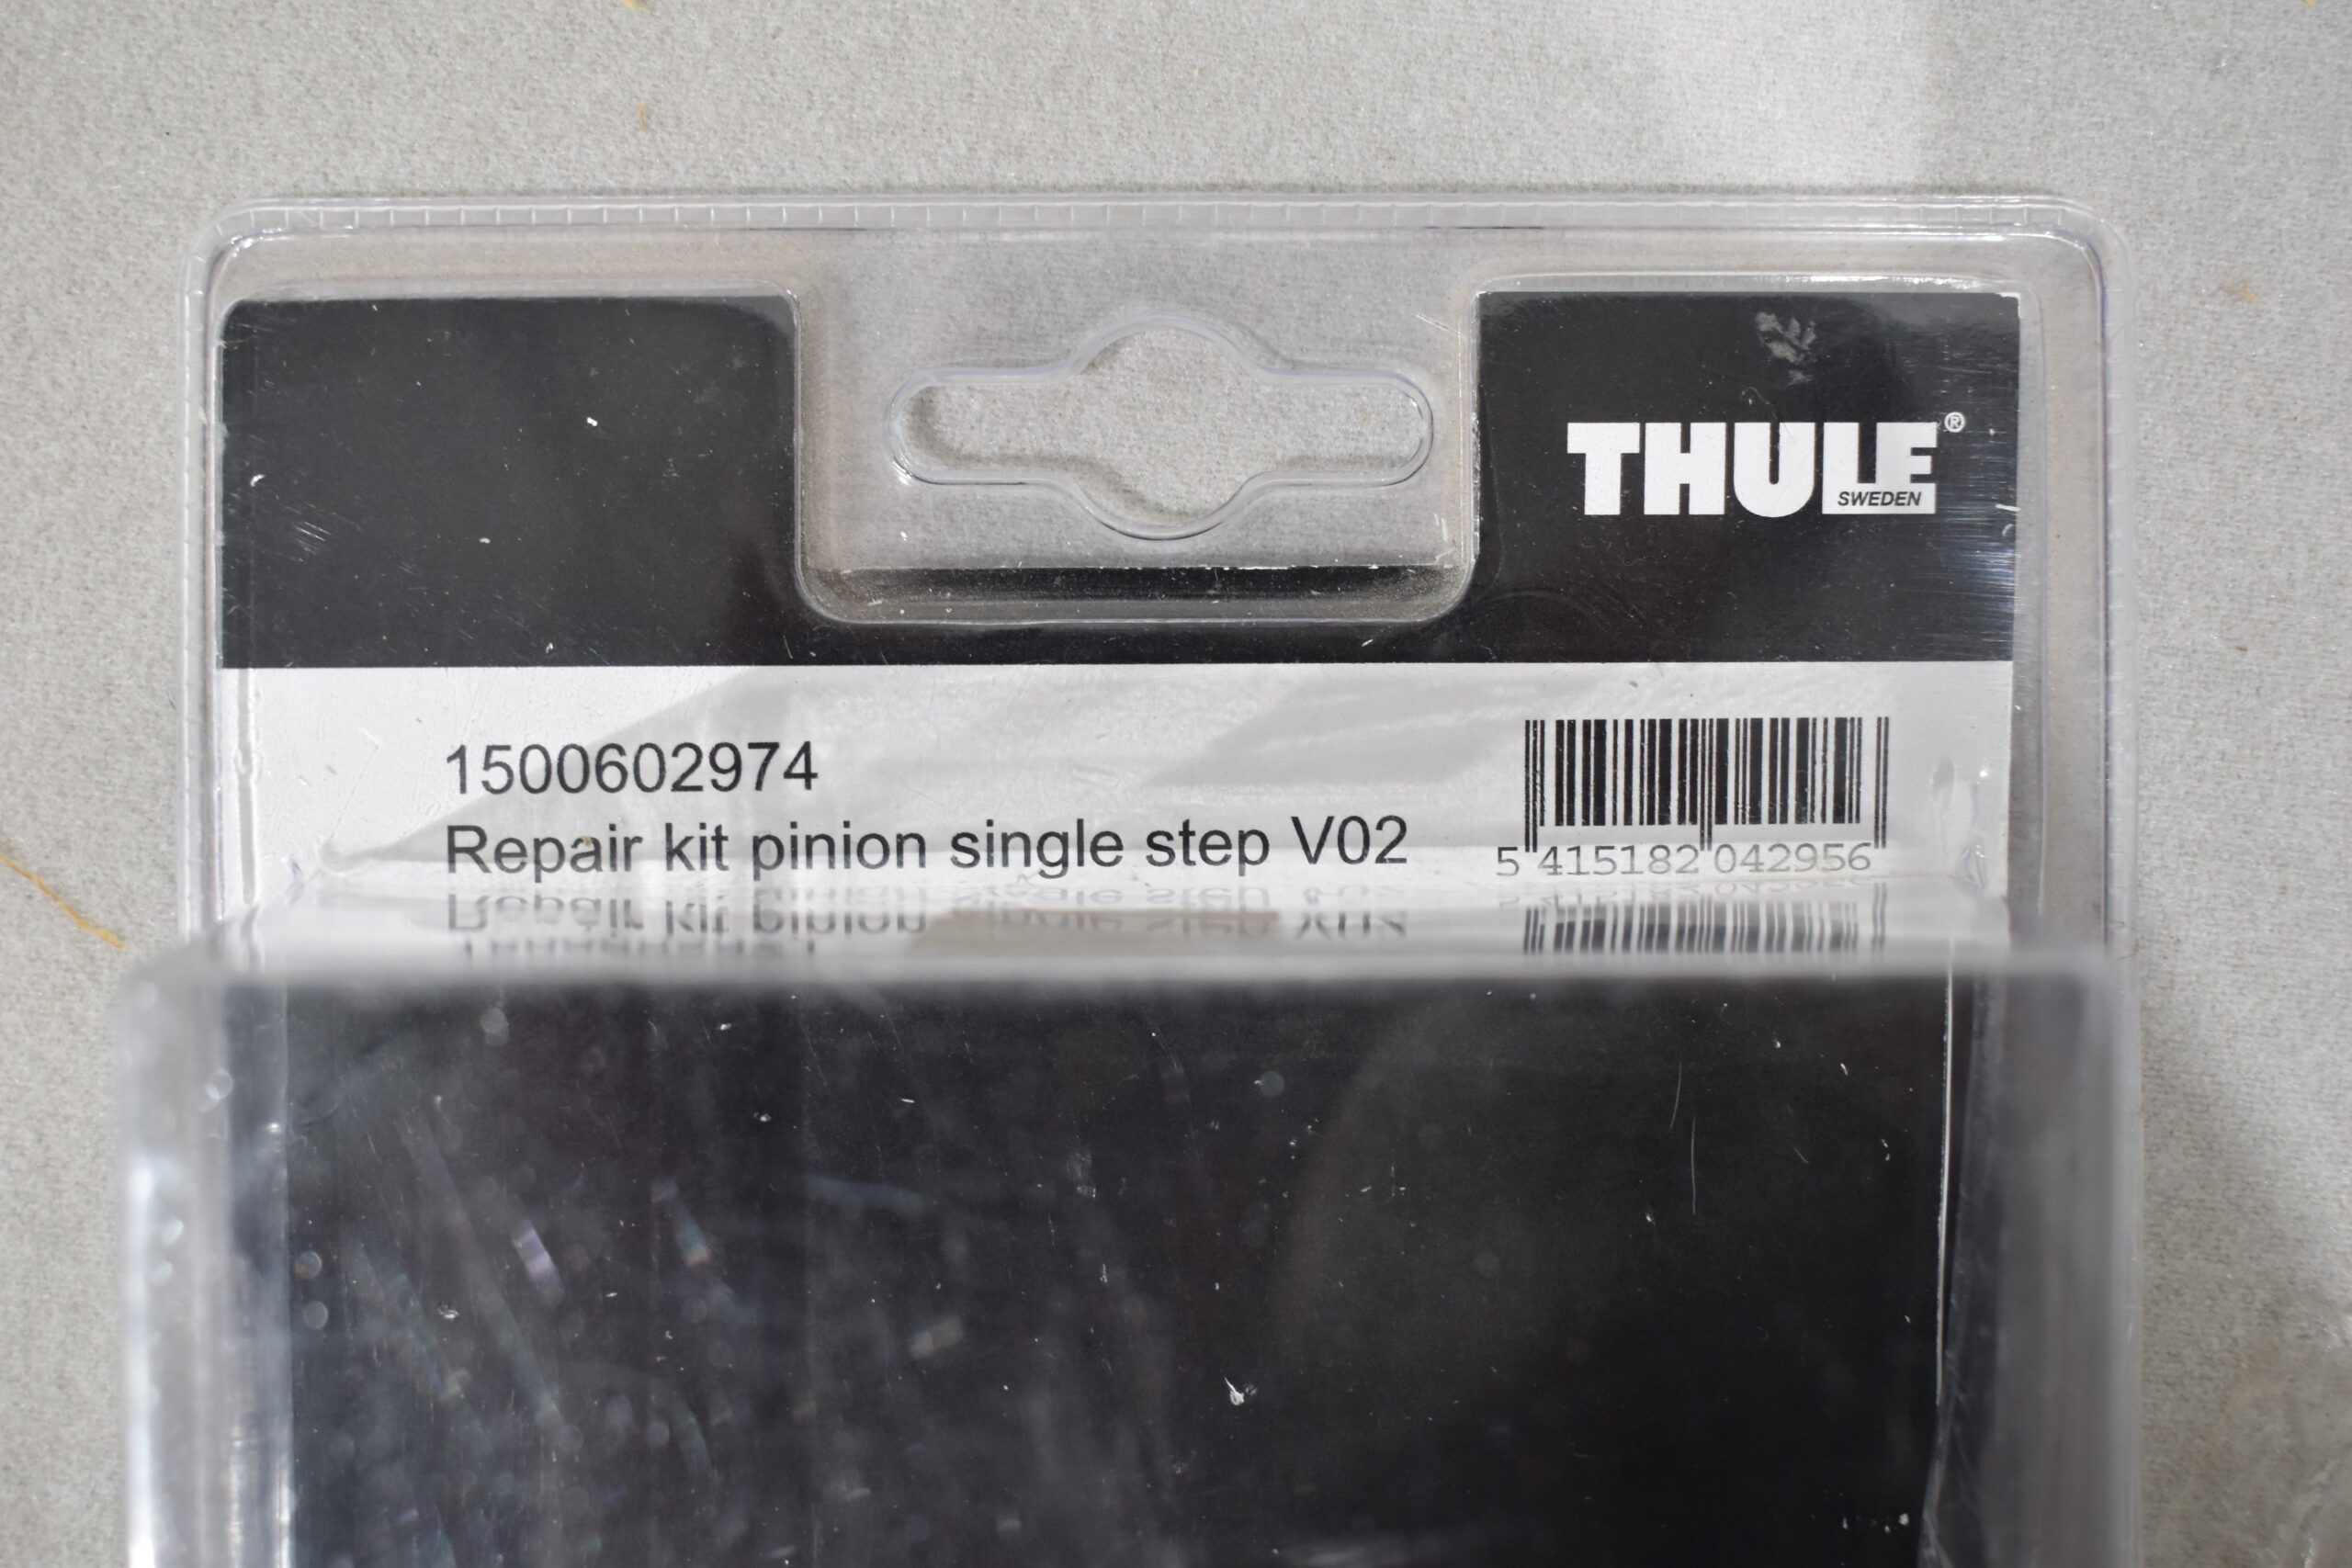 THULE®
SWEDEN
1500602974
Repair kit pinion single step V02
5 415182 042956